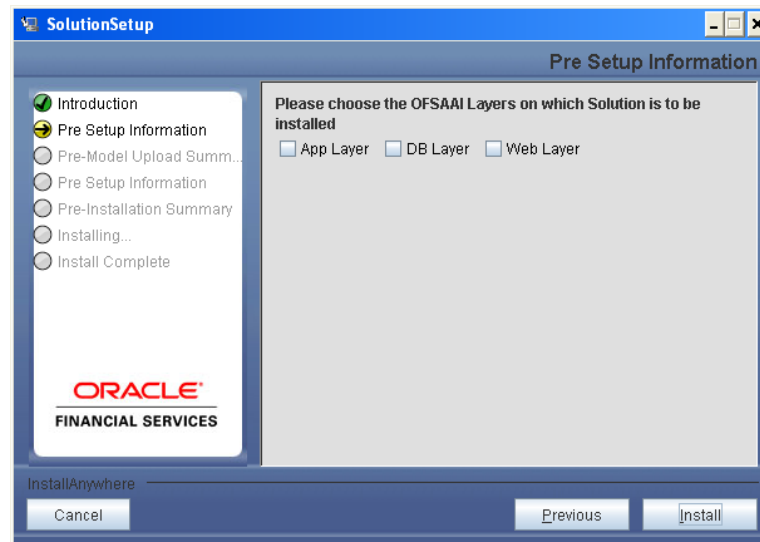 SolutionSetup
Pre Setup Information
Introduction
Pre Setup Information
Pre-Model Upload Summ...
Pre Setup Information
Pre-Installation Summary
Installing...
Install Complete
ORACLE
FINANCIAL SERVICES
Please choose the OFSAAI Layers on which Solution is to be
installed
App Layer DB Layer Web Layer
InstallAnywhere
Cancel Previous Install